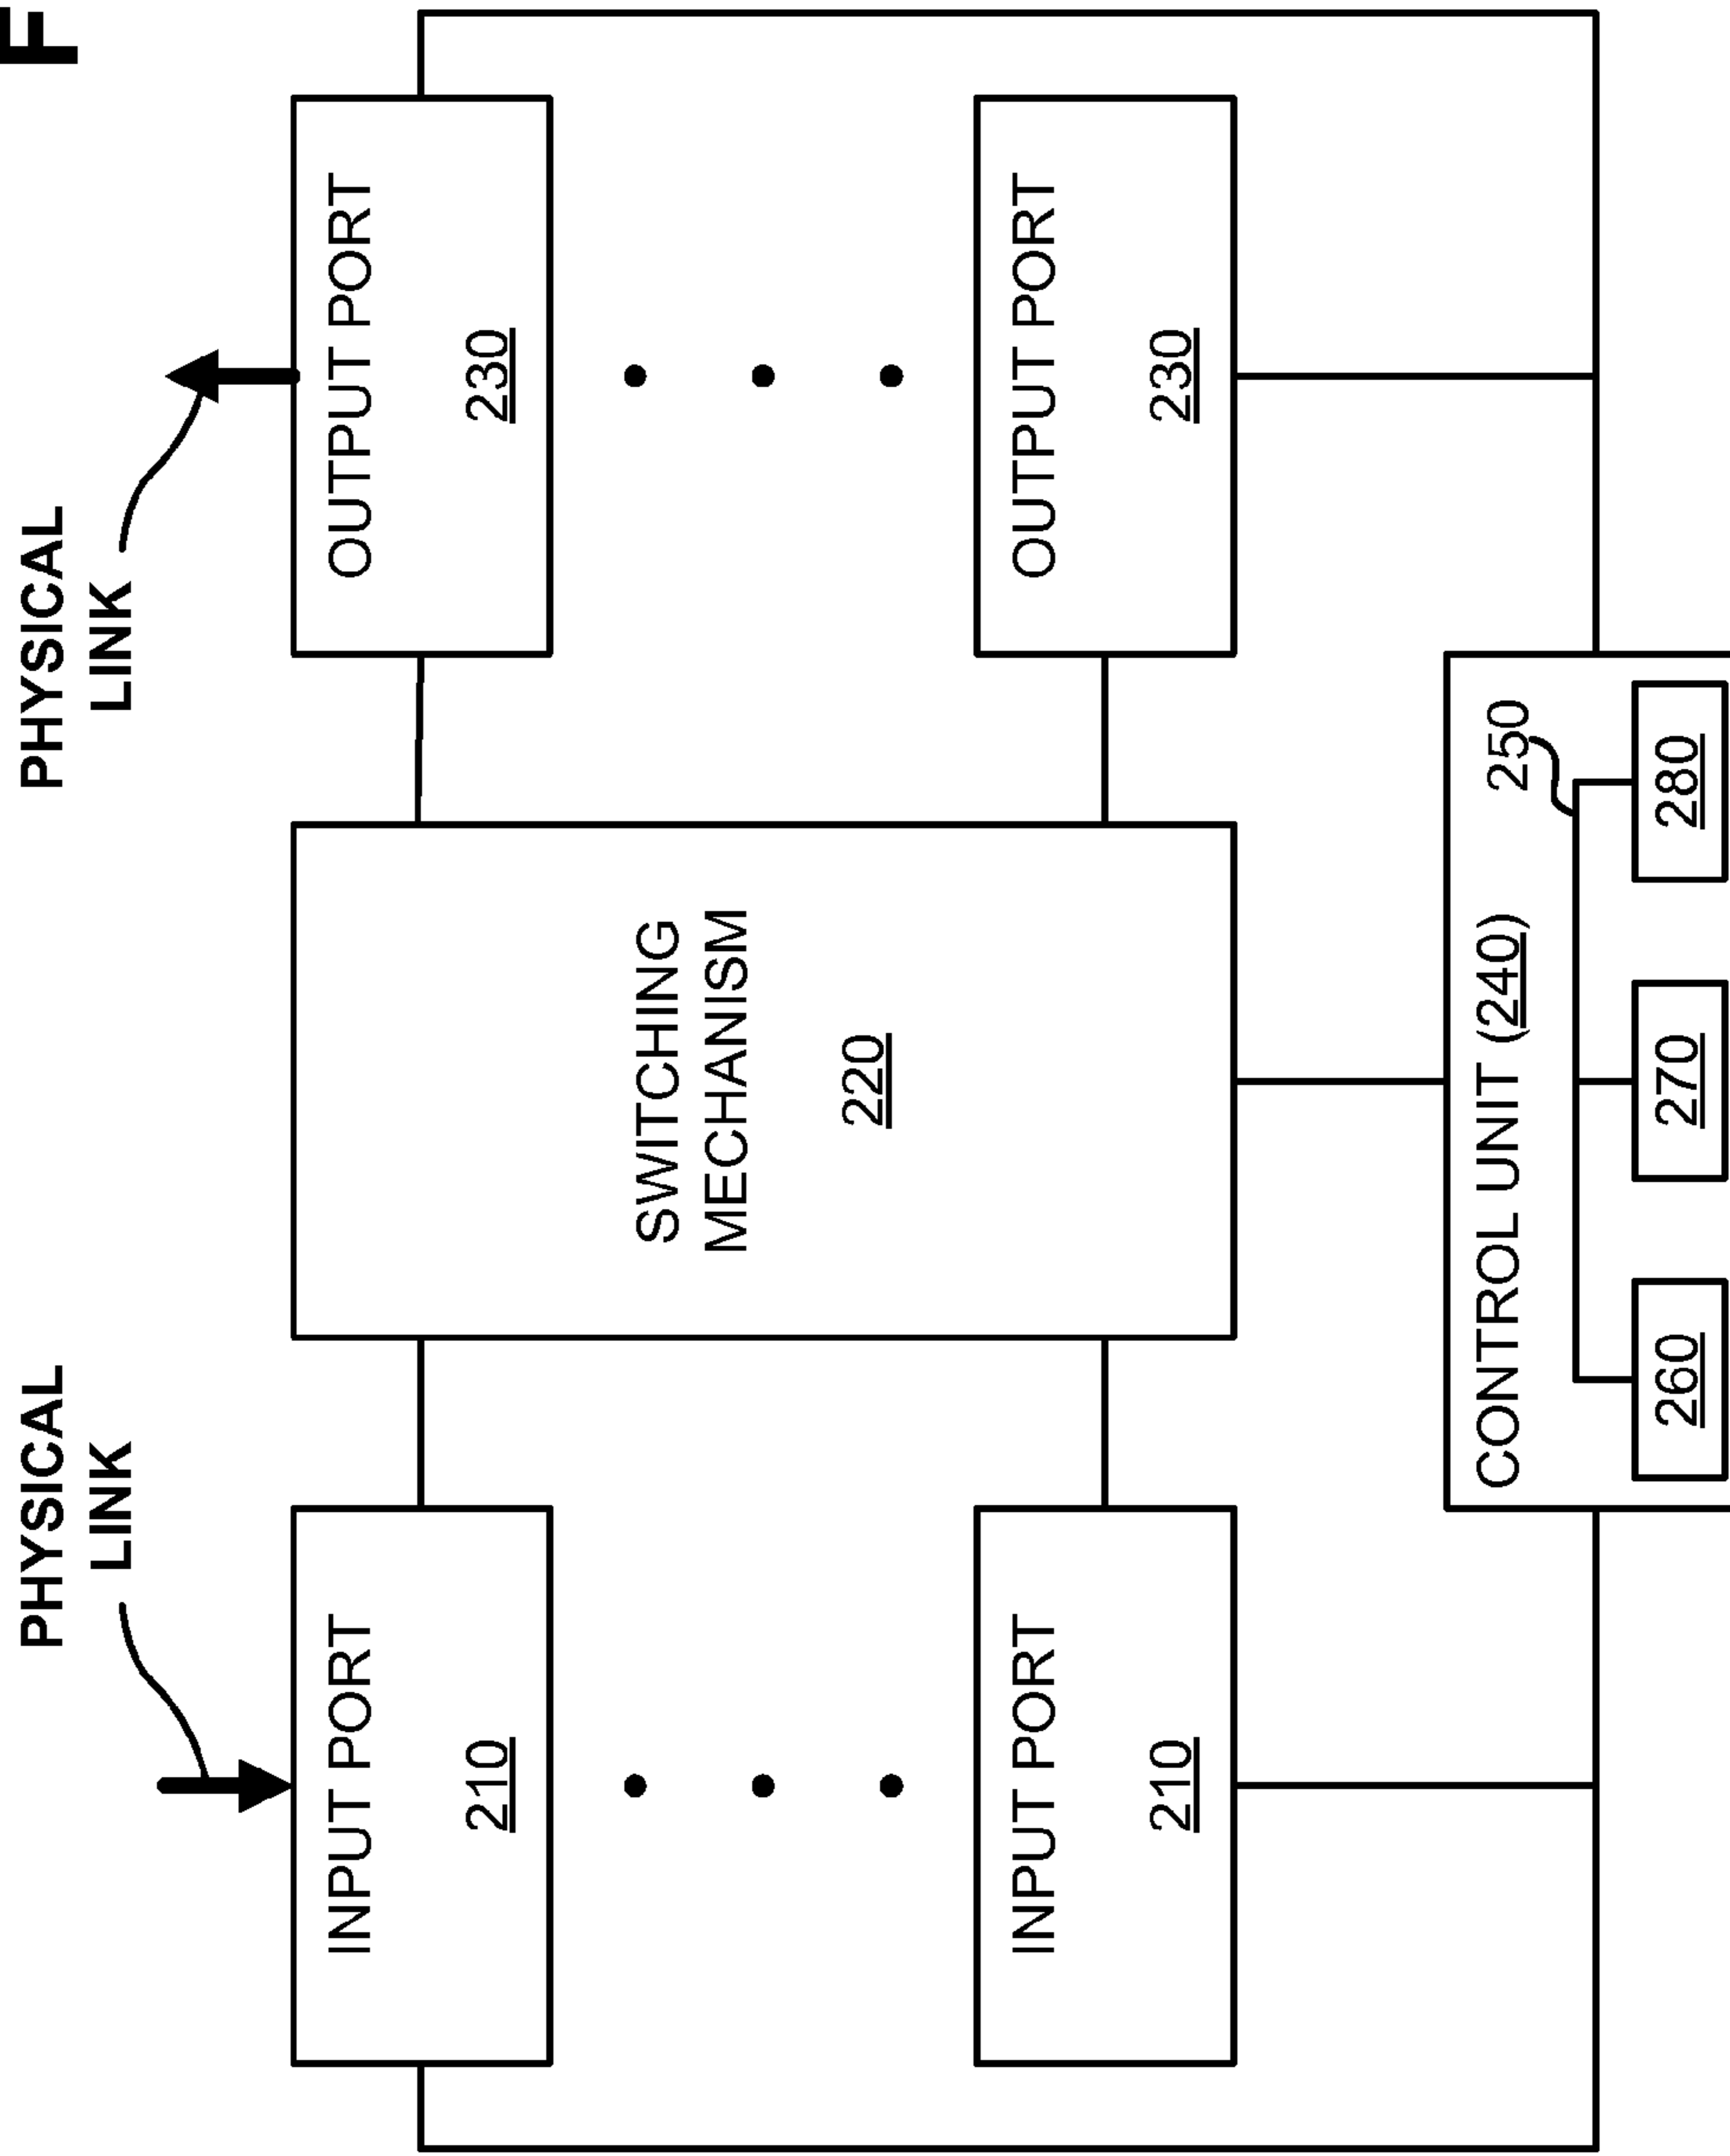 F
PHYSICAL
LINK
PHYSICAL
LINK
INPUT PORT
210
SWITCHING
MECHANISM
220
OUTPUT PORT
230
INPUT PORT
210
OUTPUT PORT
230
CONTROL UNIT (240)
250
260
270
280